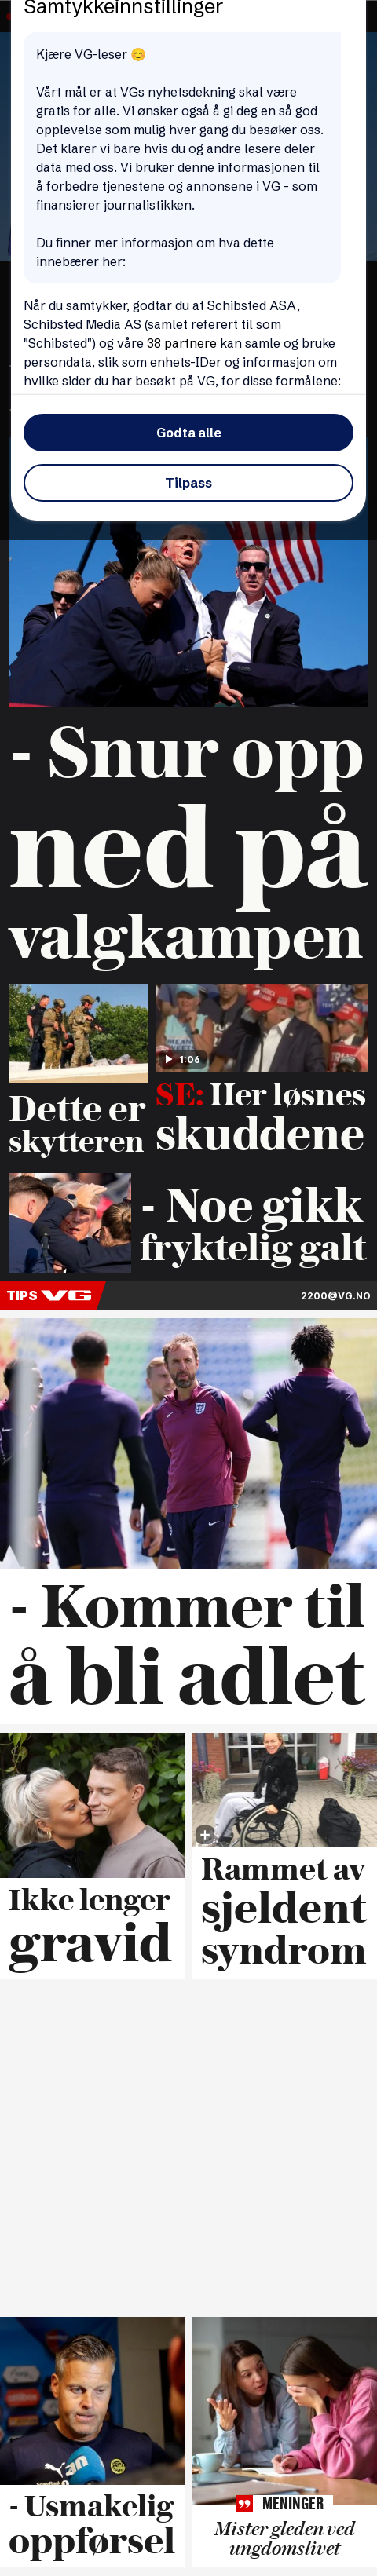 Samtykkeinnstillinger
Kjære VG-leser 😊
Vårt mål er at VGs nyhetsdekning skal være
gratis for alle. Vi ønsker også å gi deg en så god
opplevelse som mulig hver gang du besøker oss.
Det klarer vi bare hvis du og andre lesere deler
data med oss. Vi bruker denne informasjonen til
å forbedre tjenestene og annonsene i VG - som
finansierer journalistikken.
Du finner mer informasjon om hva dette
innebærer her:
Når du samtykker, godtar du at Schibsted ASA,
Schibsted Media AS (samlet referert til som
"Schibsted") og våre 38 partnere kan samle og bruke
persondata, slik som enhets-IDer og informasjon om
hvilke sider du har besøkt på VG, for disse formålene:
Godta alle
Tilpass
- Snur opp
ned på
valgkampen
1:06
Dette er
skytteren
SE: Her løsnes
skuddene
- Noe gikk
fryktelig galt
TIPS VG
2200@VG.NO
- Kommer til
å bli adlet
Ikke lenger
gravid
Rammet av
sjeldent
syndrom
- Usmakelig
oppførsel
MENINGER
Mister gleden ved
ungdomslivet